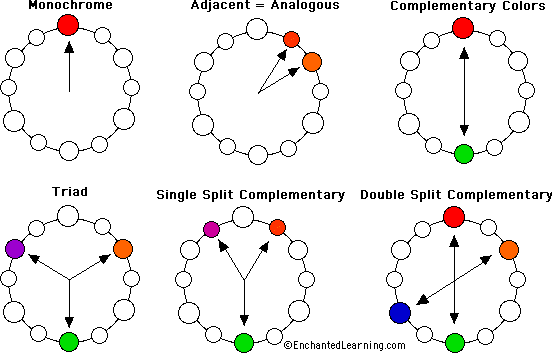 Monochrome
Adjacent = Analogous
Complementary Colors
Triad
Single Split Complementary
Double Split Complementary
©EnchantedLearning.com